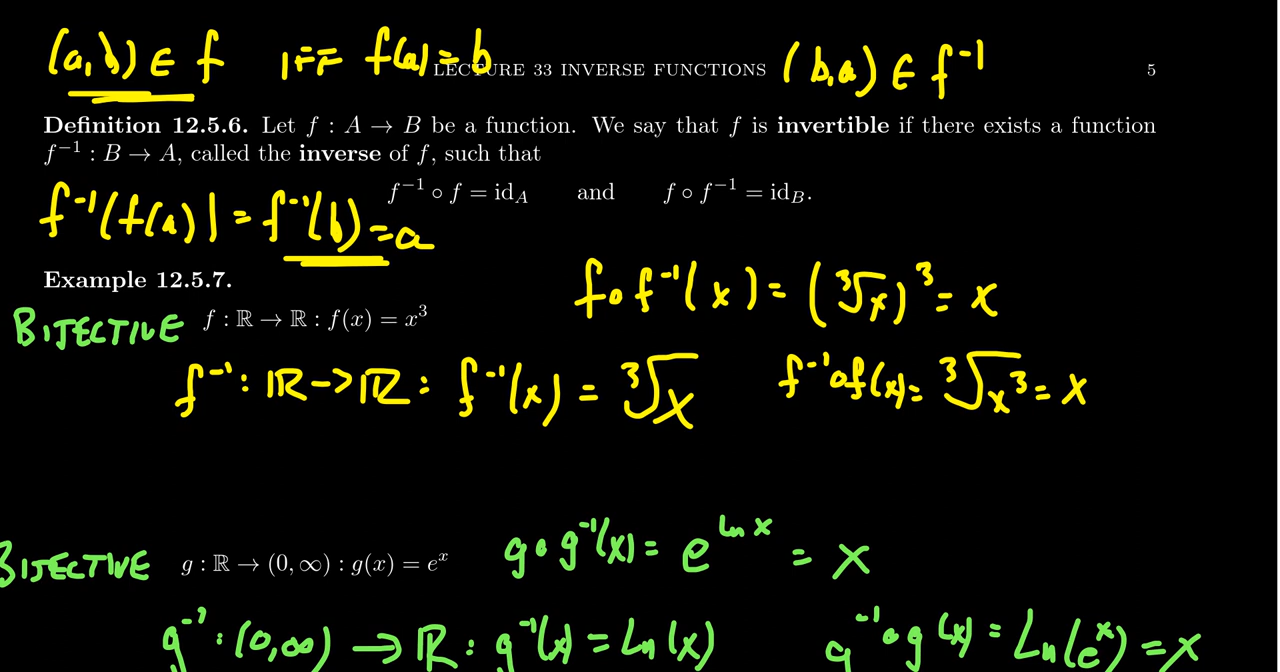 (a,b) ∈ f IFF f(a) = b (b,a) ∈ f⁻¹
LECTURE 33 INVERSE FUNCTIONS 5
Definition 12.5.6. Let f : A → B be a function. We say that f is invertible if there exists a function
f⁻¹ : B → A, called the inverse of f, such that
f⁻¹ ∘ f = id_A and f ∘ f⁻¹ = id_B.
f⁻¹(f(a)) = f⁻¹(b) = a
Example 12.5.7.
f∘f⁻¹(x) = (∛x)³ = x
BIJECTIVE f : ℝ → ℝ : f(x) = x³
f⁻¹ : ℝ → ℝ : f⁻¹(x) = ∛x f⁻¹∘f(x) = ∛x³ = x
g∘g⁻¹(x) = e^{ln x} = x
BIJECTIVE g : ℝ → (0, ∞) : g(x) = eˣ
g⁻¹ : (0,∞) → ℝ : g⁻¹(x) = Ln(x) g⁻¹∘g(x) = Ln(eˣ) = x